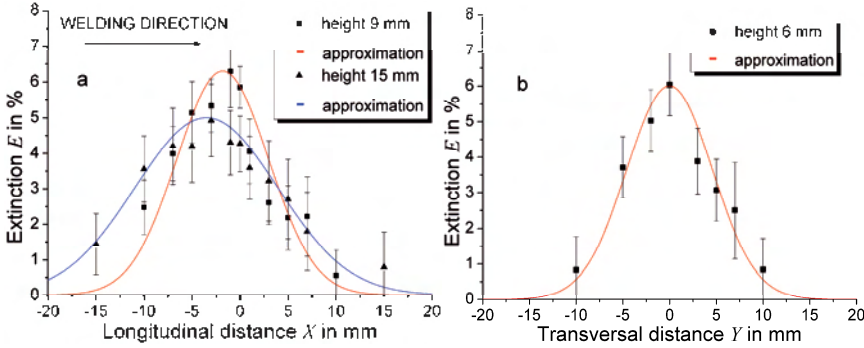 WELDING DIRECTION
a
height 9 mm
approximation
height 15 mm
approximation
Extinction E in %
8
7
6
5
4
3
2
1
0
-20 -15 -10 -5 0 5 10 15 20
Longitudinal distance X in mm
b
height 6 mm
approximation
Extinction E in %
8
7
6
5
4
3
2
1
0
-20 -15 -10 -5 0 5 10 15 20
Transversal distance Y in mm